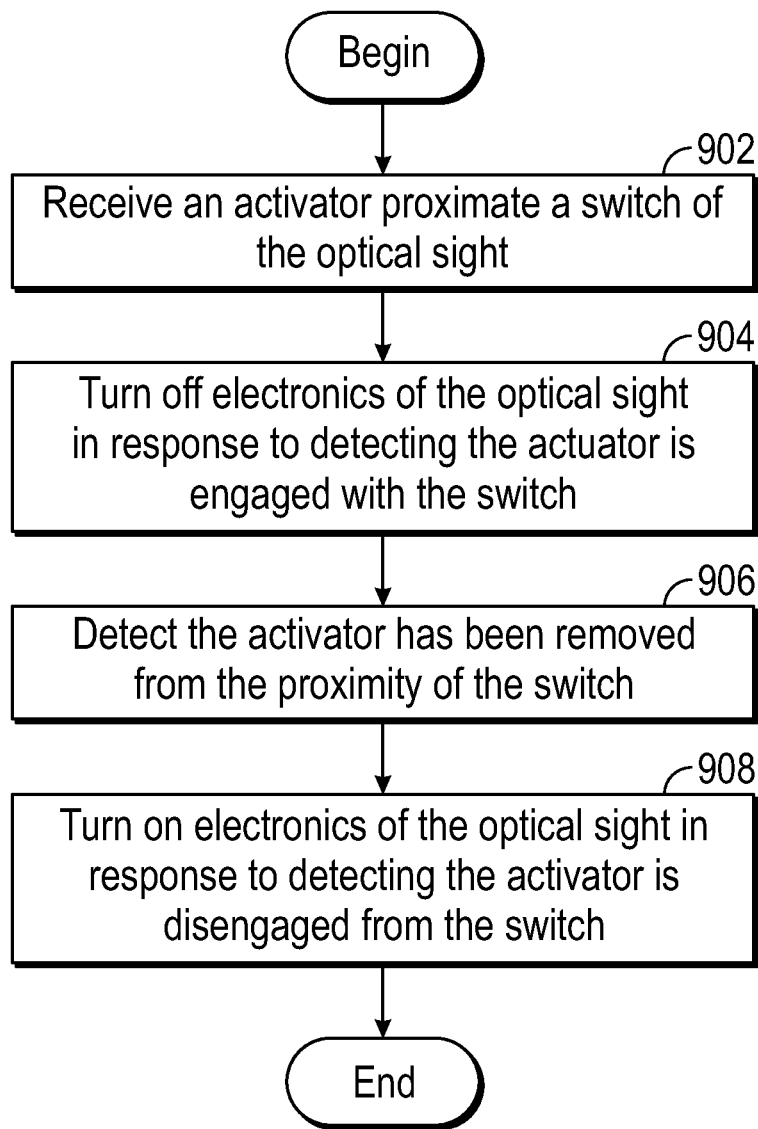 Begin
902
Receive an activator proximate a switch of
the optical sight
904
Turn off electronics of the optical sight
in response to detecting the actuator is
engaged with the switch
906
Detect the activator has been removed
from the proximity of the switch
908
Turn on electronics of the optical sight in
response to detecting the activator is
disengaged from the switch
End